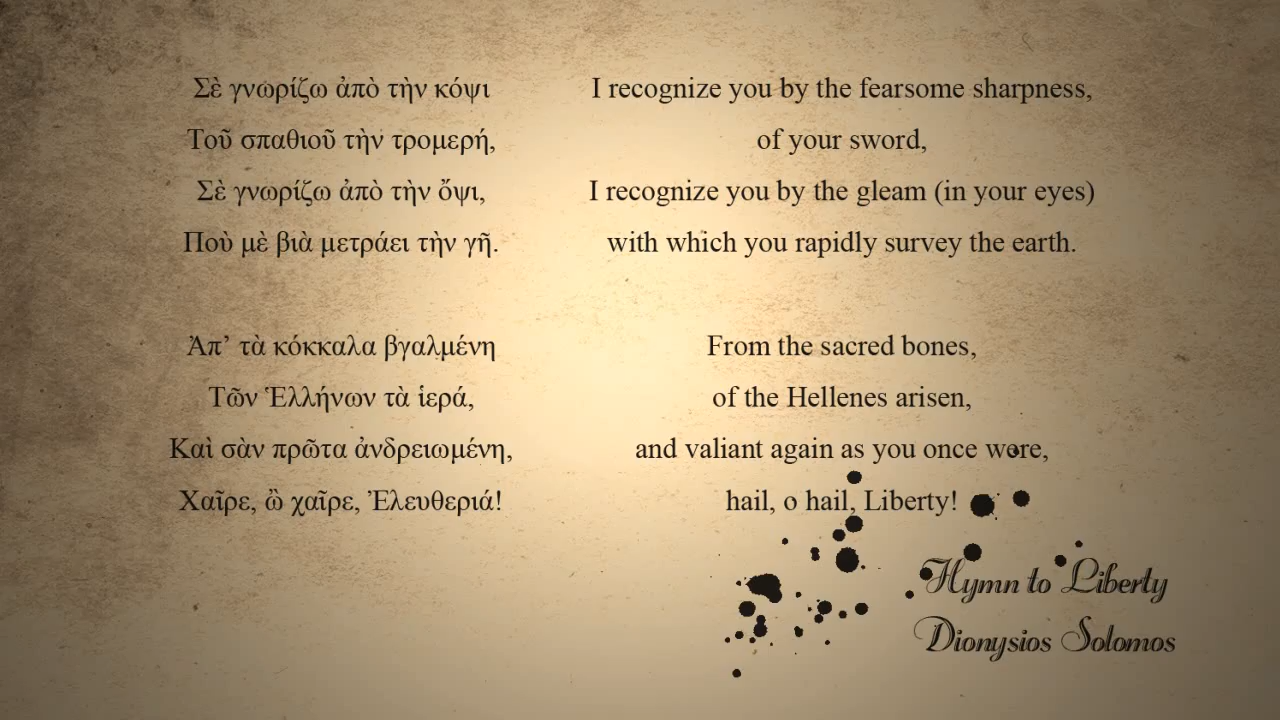 Σὲ γνωρίζω ἀπὸ τὴν κόψι
Τοῦ σπαθιοῦ τὴν τρομερή,
Σὲ γνωρίζω ἀπὸ τὴν ὄψι,
Ποὺ μὲ βιὰ μετράει τὴν γῆ.
Ἀπ’ τὰ κόκκαλα βγαλμένη
Τῶν Ἑλλήνων τὰ ἱερά,
Καὶ σὰν πρῶτα ἀνδρειωμένη,
Χαῖρε, ὢ χαῖρε, Ἐλευθεριά!
I recognize you by the fearsome sharpness,
of your sword,
I recognize you by the gleam (in your eyes)
with which you rapidly survey the earth.
From the sacred bones,
of the Hellenes arisen,
and valiant again as you once were,
hail, o hail, Liberty!
Hymn to Liberty
Dionysios Solomos